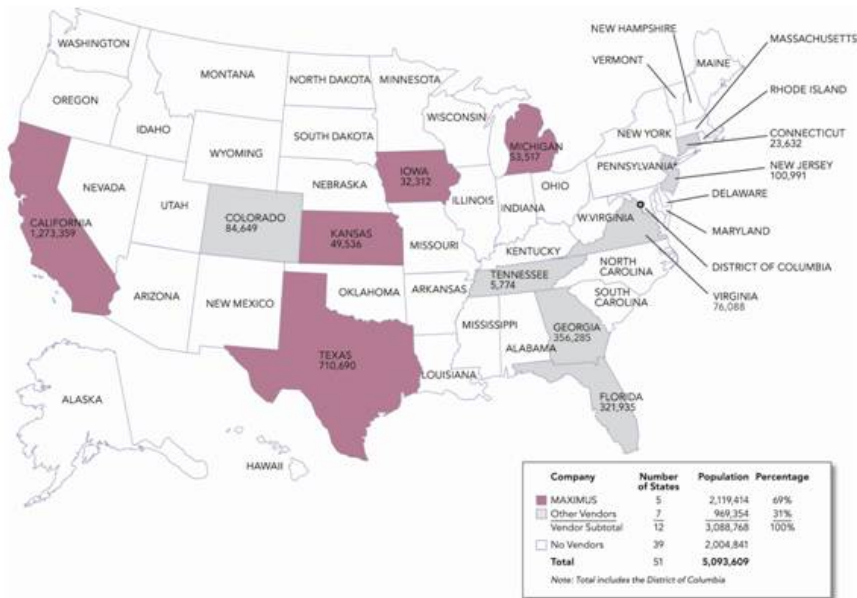 WASHINGTON
MONTANA
NORTH DAKOTA
MINNESOTA
OREGON
IDAHO
WYOMING
SOUTH DAKOTA
WISCONSIN
MICHIGAN
53,517
NEW HAMPSHIRE
MASSACHUSETTS
VERMONT
MAINE
RHODE ISLAND
NEW YORK
CONNECTICUT
23,632
PENNSYLVANIA*
NEW JERSEY
100,991
NEVADA
UTAH
COLORADO
84,649
NEBRASKA
IOWA
32,312
ILLINOIS
INDIANA
OHIO
DELAWARE
CALIFORNIA
1,273,359
KANSAS
49,536
MISSOURI
KENTUCKY
W.VIRGINIA
MARYLAND
DISTRICT OF COLUMBIA
VIRGINIA
76,088
ARIZONA
NEW MEXICO
OKLAHOMA
ARKANSAS
TENNESSEE
5,774
NORTH
CAROLINA
SOUTH
CAROLINA
TEXAS
710,690
LOUISIANA
MISSISSIPPI
ALABAMA
GEORGIA
356,285
FLORIDA
321,935
ALASKA
HAWAII
Company Number of States Population Percentage
MAXIMUS 5 2,119,414 69%
Other Vendors 7 969,354 31%
Vendor Subtotal 12 3,088,768 100%
No Vendors 39 2,004,841
Total 51 5,093,609
Note: Total includes the District of Columbia